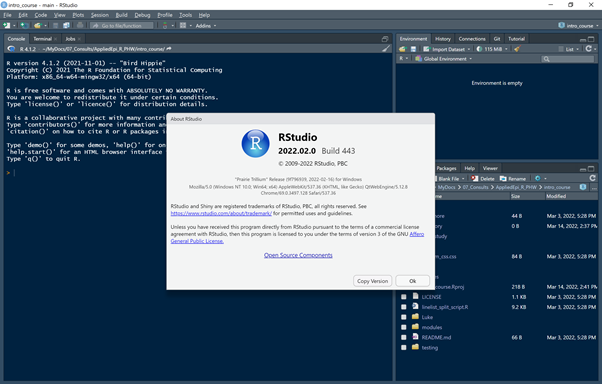 intro_course - main - RStudio
File Edit Code View Plots Session Build Debug Profile Tools Help
Go to file/function
Addins
intro_course
Console Terminal Jobs
R 4.1.2 · ~/MyDocs/07_Consults/AppliedEpi_R_PHW/intro_course/
R version 4.1.2 (2021-11-01) -- "Bird Hippie"
Copyright (C) 2021 The R Foundation for Statistical Computing
Platform: x86_64-w64-mingw32/x64 (64-bit)
R is free software and comes with ABSOLUTELY NO WARRANTY.
You are welcome to redistribute it under certain conditions.
Type 'license()' or 'licence()' for distribution details.
R is a collaborative project with many contri
Type 'contributors()' for more information an
'citation()' on how to cite R or R packages i
Type 'demo()' for some demos, 'help()' for on
'help.start()' for an HTML browser interface
Type 'q()' to quit R.
>
Environment History Connections Git Tutorial
Import Dataset 115 MiB List
R Global Environment
Environment is empty
About RStudio
RStudio
2022.02.0 Build 443
© 2009-2022 RStudio, PBC
"Prairie Trillium" Release (9f796939, 2022-02-16) for Windows
Mozilla/5.0 (Windows NT 10.0; Win64; x64) AppleWebKit/537.36 (KHTML, like Gecko) QtWebEngine/5.12.8
Chrome/69.0.3497.128 Safari/537.36
RStudio and Shiny are registered trademarks of RStudio, PBC, all rights reserved. See
https://www.rstudio.com/about/trademark/ for permitted uses and guidelines.
Unless you have received this program directly from RStudio pursuant to the terms of a commercial license
agreement with RStudio, then this program is licensed to you under the terms of version 3 of the GNU Affero
General Public License.
Open Source Components
Copy Version Ok
Packages Help Viewer
Blank File Delete Rename
MyDocs 07_Consults AppliedEpi_R_PHW intro_course
me Size Modified
nore 44 B Mar 3, 2022, 5:28 PM
ory 0 B Mar 14, 2022, 2:37 PM
study
m_css.css 84 B Mar 3, 2022, 5:28 PM
es
course.Rproj 218 B Mar 14, 2022, 2:41 PM
LICENSE 1.1 KB Mar 3, 2022, 5:28 PM
linelist_split_script.R 9.2 KB Mar 3, 2022, 5:28 PM
Luke
modules
README.md 66 B Mar 3, 2022, 5:28 PM
testing